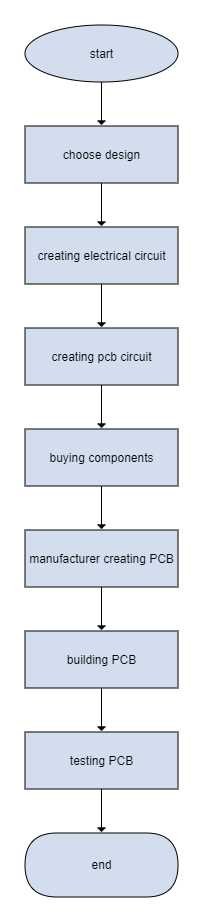 start
choose design
creating electrical circuit
creating pcb circuit
buying components
manufacturer creating PCB
building PCB
testing PCB
end